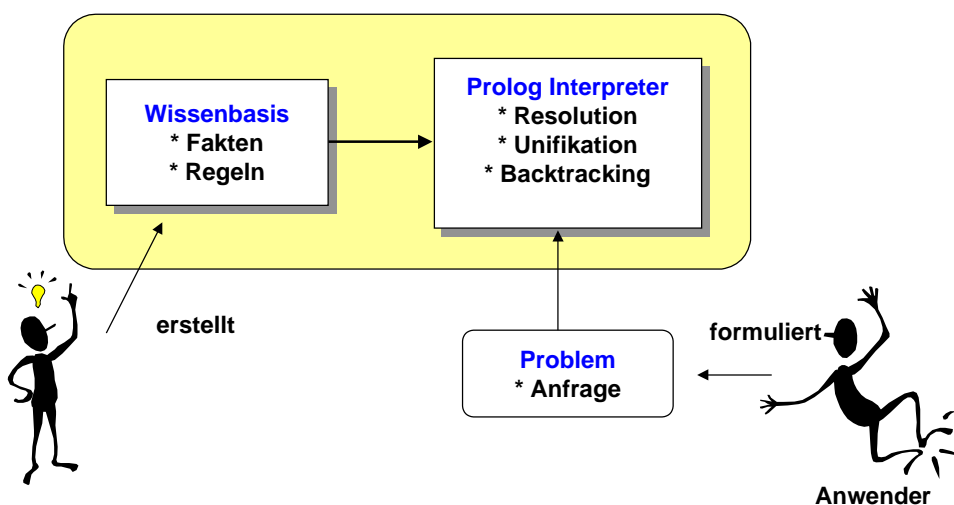 Wissenbasis
* Fakten
* Regeln
Prolog Interpreter
* Resolution
* Unifikation
* Backtracking
erstellt
formuliert
Problem
* Anfrage
Anwender